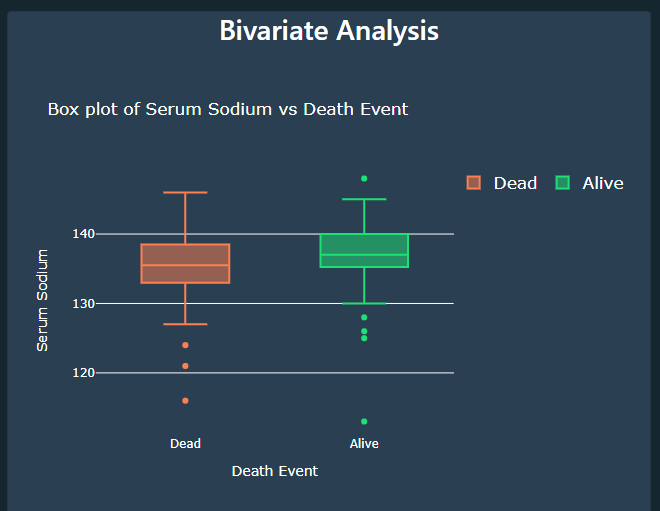 Bivariate Analysis
Box plot of Serum Sodium vs Death Event
Dead
Alive
140
130
120
Serum Sodium
Dead
Alive
Death Event